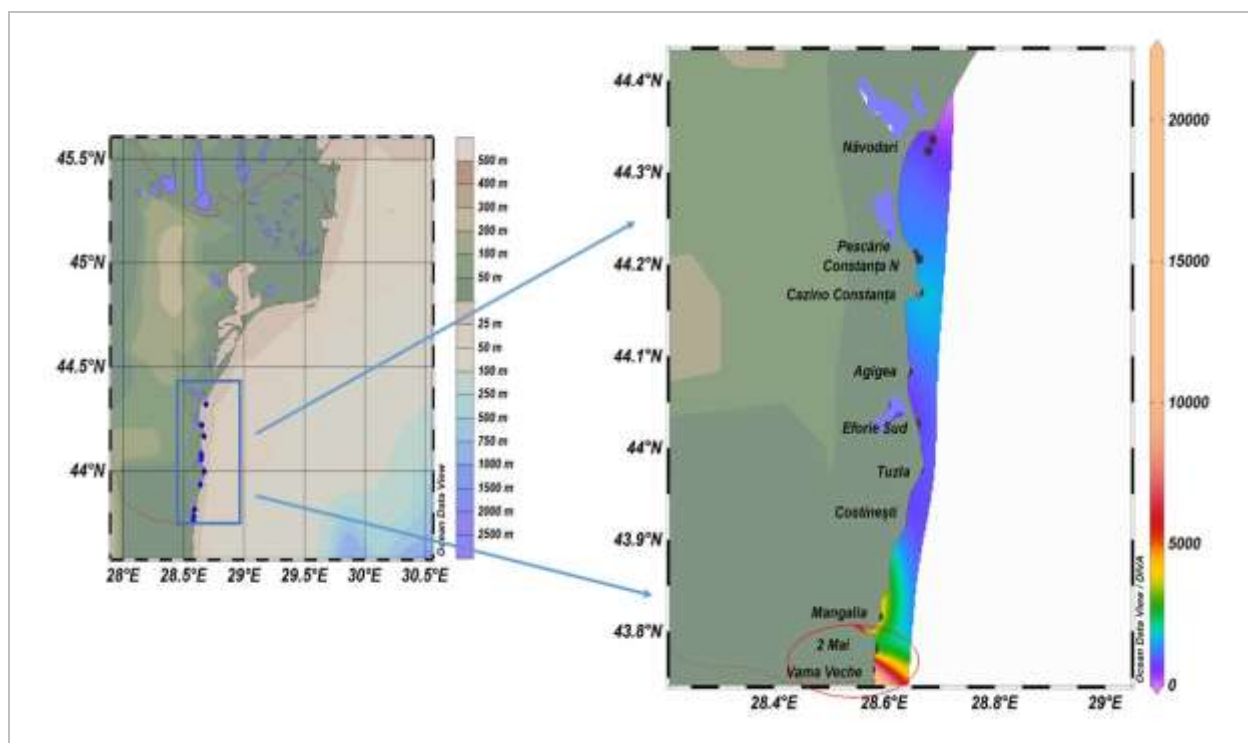 45.5°N
45°N
44.5°N
44°N
28°E
28.5°E
29°E
29.5°E
30°E
30.5°E
500 m
400 m
300 m
200 m
100 m
50 m
25 m
50 m
100 m
250 m
500 m
750 m
1000 m
1500 m
2000 m
2500 m
Ocean Data View
44.4°N
44.3°N
44.2°N
44.1°N
44°N
43.9°N
43.8°N
Năvodari
Pescărie
Constanța N
Cazino Constanța
Agigea
Eforie Sud
Tuzla
Costinești
Mangalia
2 Mai
Vama Veche
28.4°E
28.6°E
28.8°E
29°E
Ocean Data View / DIVA
20000
15000
10000
5000
0